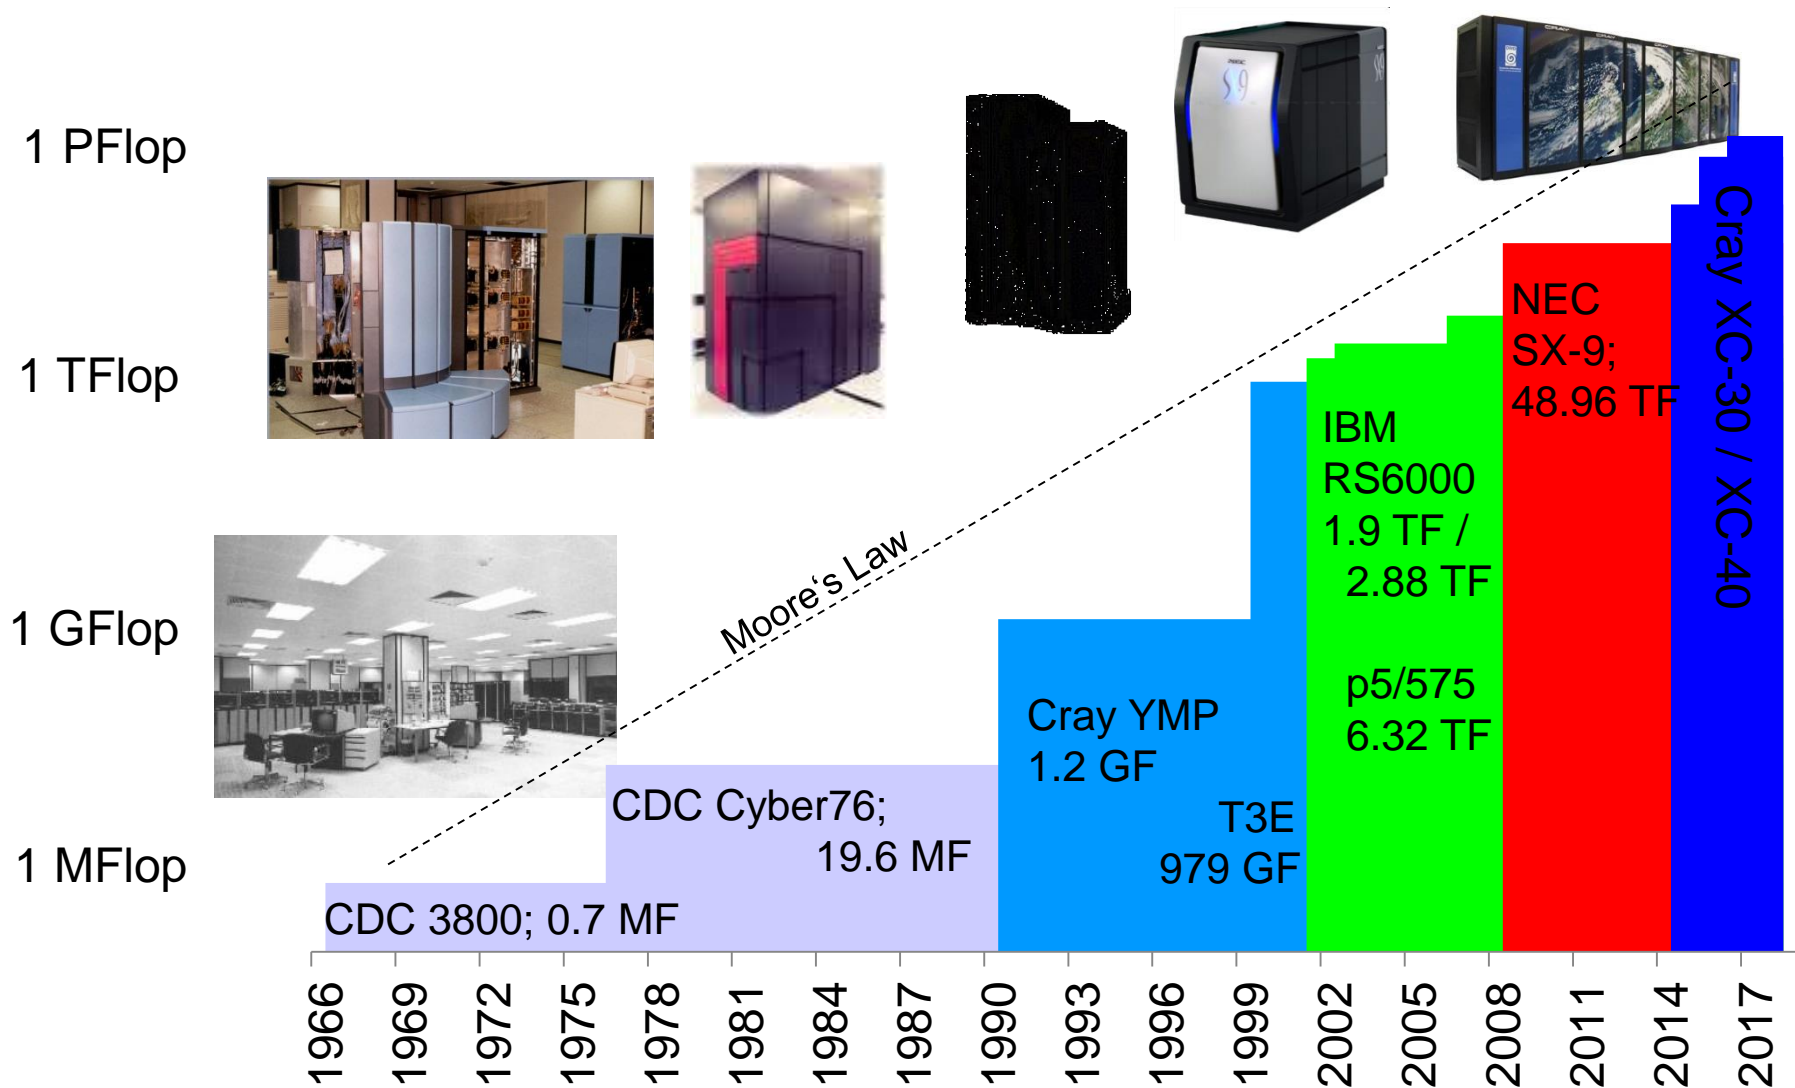 1 PFlop
1 TFlop
1 GFlop
1 MFlop
SX-9
Moore‘s Law
CDC 3800; 0.7 MF
CDC Cyber76;
19.6 MF
Cray YMP
1.2 GF
T3E
979 GF
IBM
RS6000
1.9 TF /
2.88 TF
p5/575
6.32 TF
NEC
SX-9;
48.96 TF
Cray XC-30 / XC-40
1966
1969
1972
1975
1978
1981
1984
1987
1990
1993
1996
1999
2002
2005
2008
2011
2014
2017